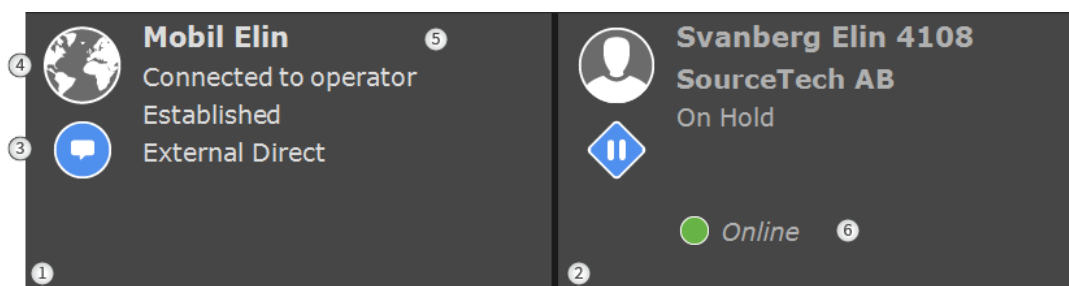 Mobil Elin
Connected to operator
Established
External Direct
Svanberg Elin 4108
SourceTech AB
On Hold
Online
1
2
3
4
5
6